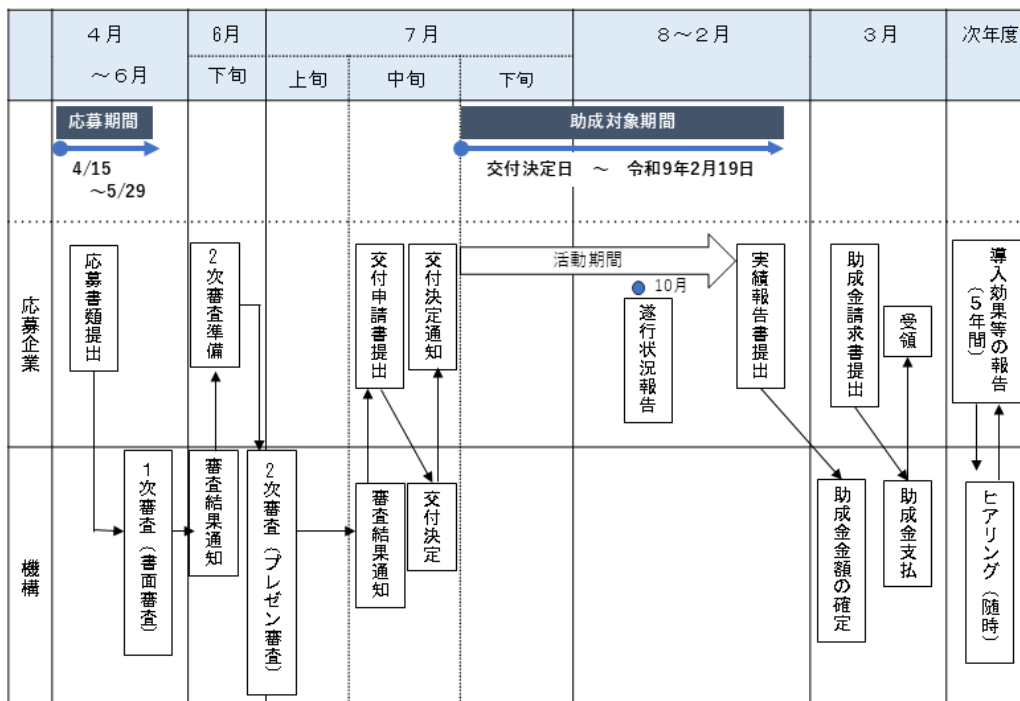 ４月
～６月
６月
下旬
７月
上旬
中旬
下旬
８～２月
３月
次年度
応募期間
4/15
～5/29
助成対象期間
交付決定日　～　令和9年2月19日
応募企業
応募書類提出
２次審査準備
交付申請書提出
交付決定通知
活動期間
10月
遂行状況報告
実績報告書提出
助成金請求書提出
受領
導入効果等の報告
（５年間）
機構
１次審査（書面審査）
審査結果通知
２次審査（プレゼン審査）
審査結果通知
交付決定
助成金金額の確定
助成金支払
ヒアリング（随時）